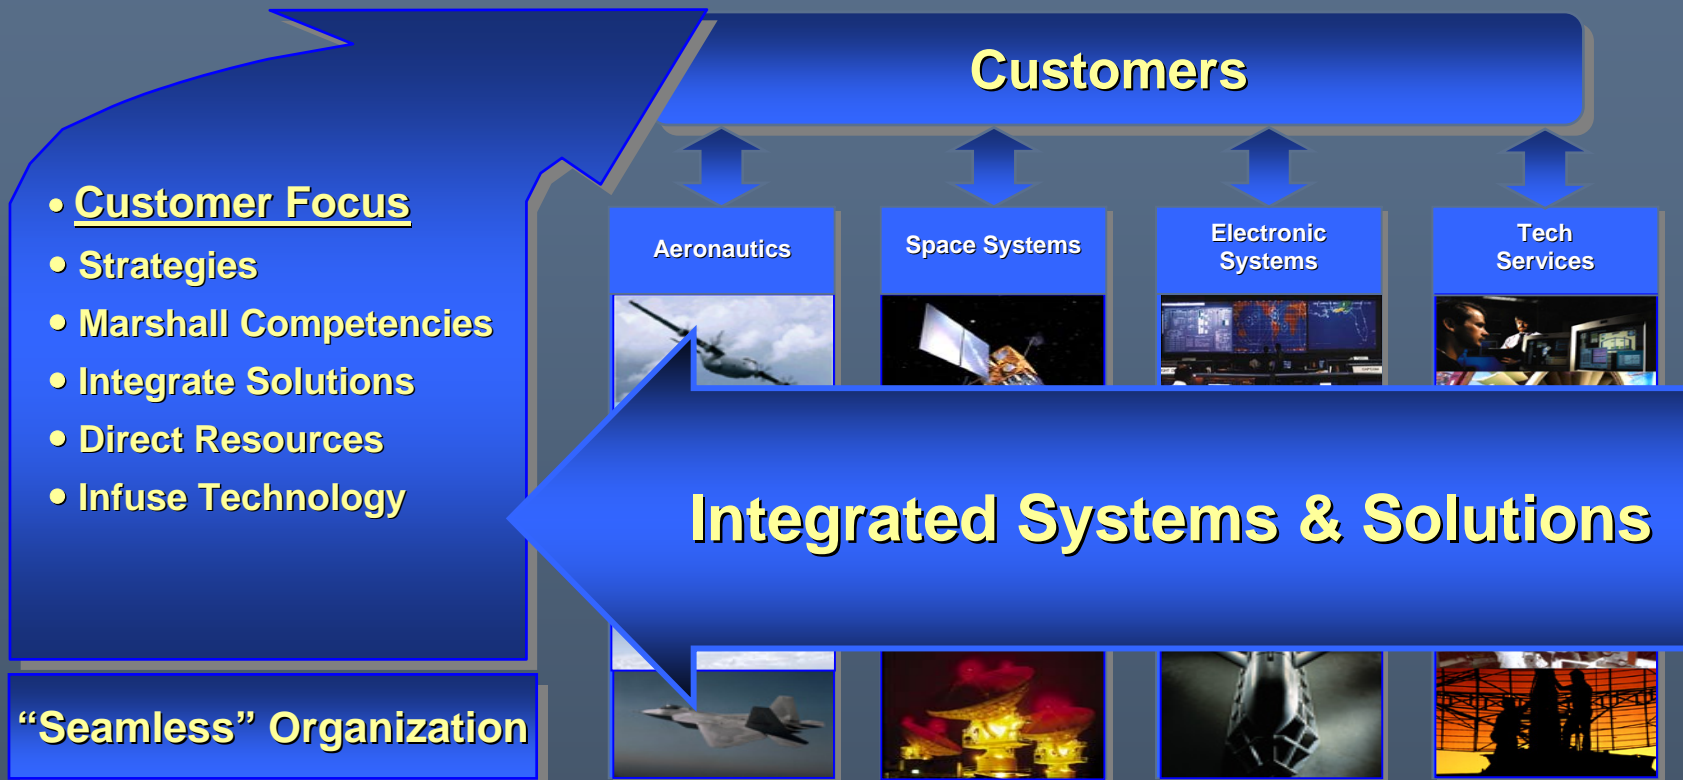 Customers
• Customer Focus
• Strategies
• Marshall Competencies
• Integrate Solutions
• Direct Resources
• Infuse Technology
Aeronautics
Space Systems
Electronic
Systems
Tech
Services
Integrated Systems & Solutions
“Seamless” Organization